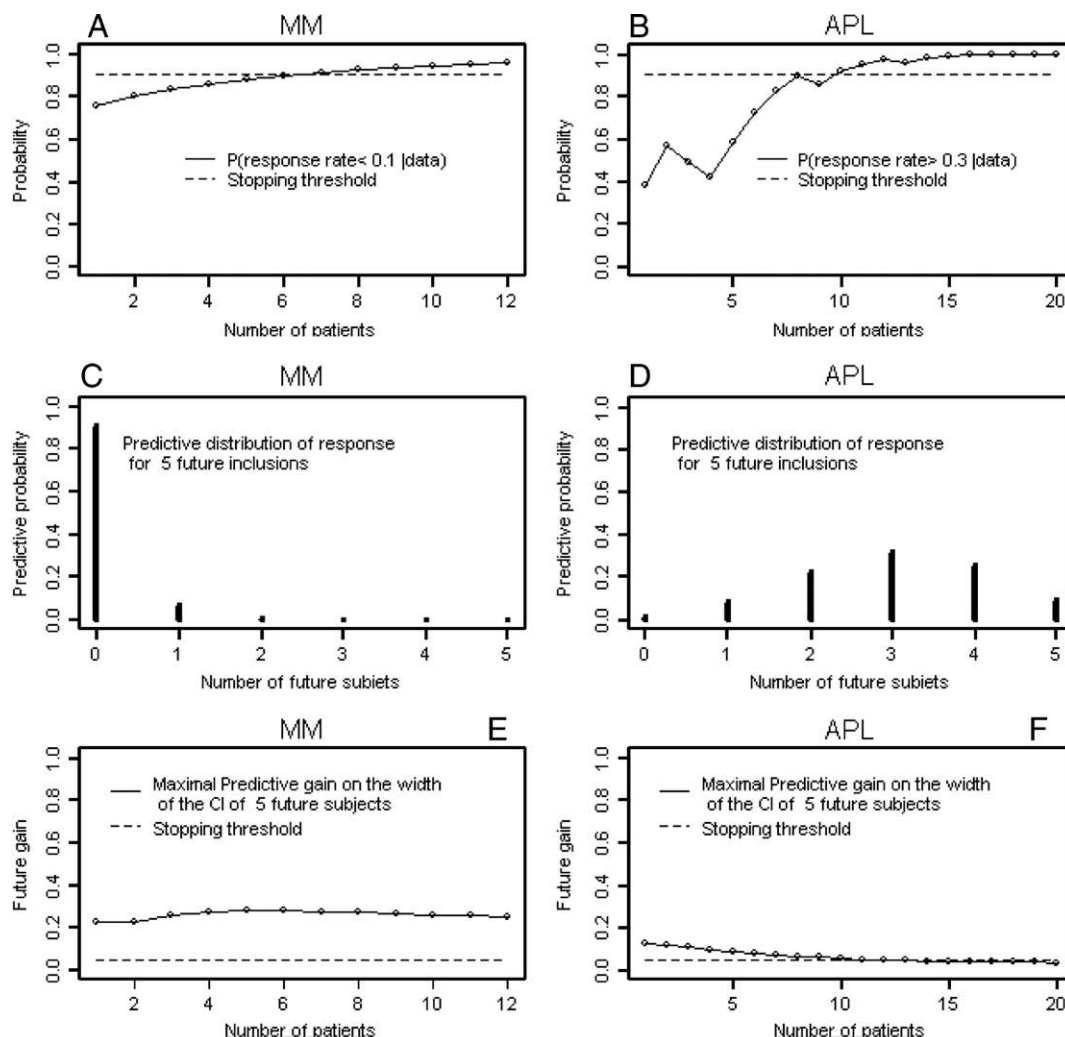 A
MM
Probability
1.0
0.8
0.6
0.4
0.2
0.0
P(response rate< 0.1 |data)
Stopping threshold
2
4
6
8
10
12
Number of patients
B
APL
Probability
1.0
0.8
0.6
0.4
0.2
0.0
P(response rate> 0.3 |data)
Stopping threshold
5
10
15
20
Number of patients
C
MM
Predictive probability
1.0
0.8
0.6
0.4
0.2
0.0
Predictive distribution of response
for 5 future inclusions
0
1
2
3
4
5
Number of future subjets
D
APL
Predictive probability
1.0
0.8
0.6
0.4
0.2
0.0
Predictive distribution of response
for 5 future inclusions
0
1
2
3
4
5
Number of future subjets
MM
E
Future gain
1.0
0.8
0.6
0.4
0.2
0.0
Maximal Predictive gain on the width
of the CI of 5 future subjects
Stopping threshold
2
4
6
8
10
12
Number of patients
APL
F
Future gain
1.0
0.8
0.6
0.4
0.2
0.0
Maximal Predictive gain on the width
of the CI of 5 future subjects
Stopping threshold
5
10
15
20
Number of patients